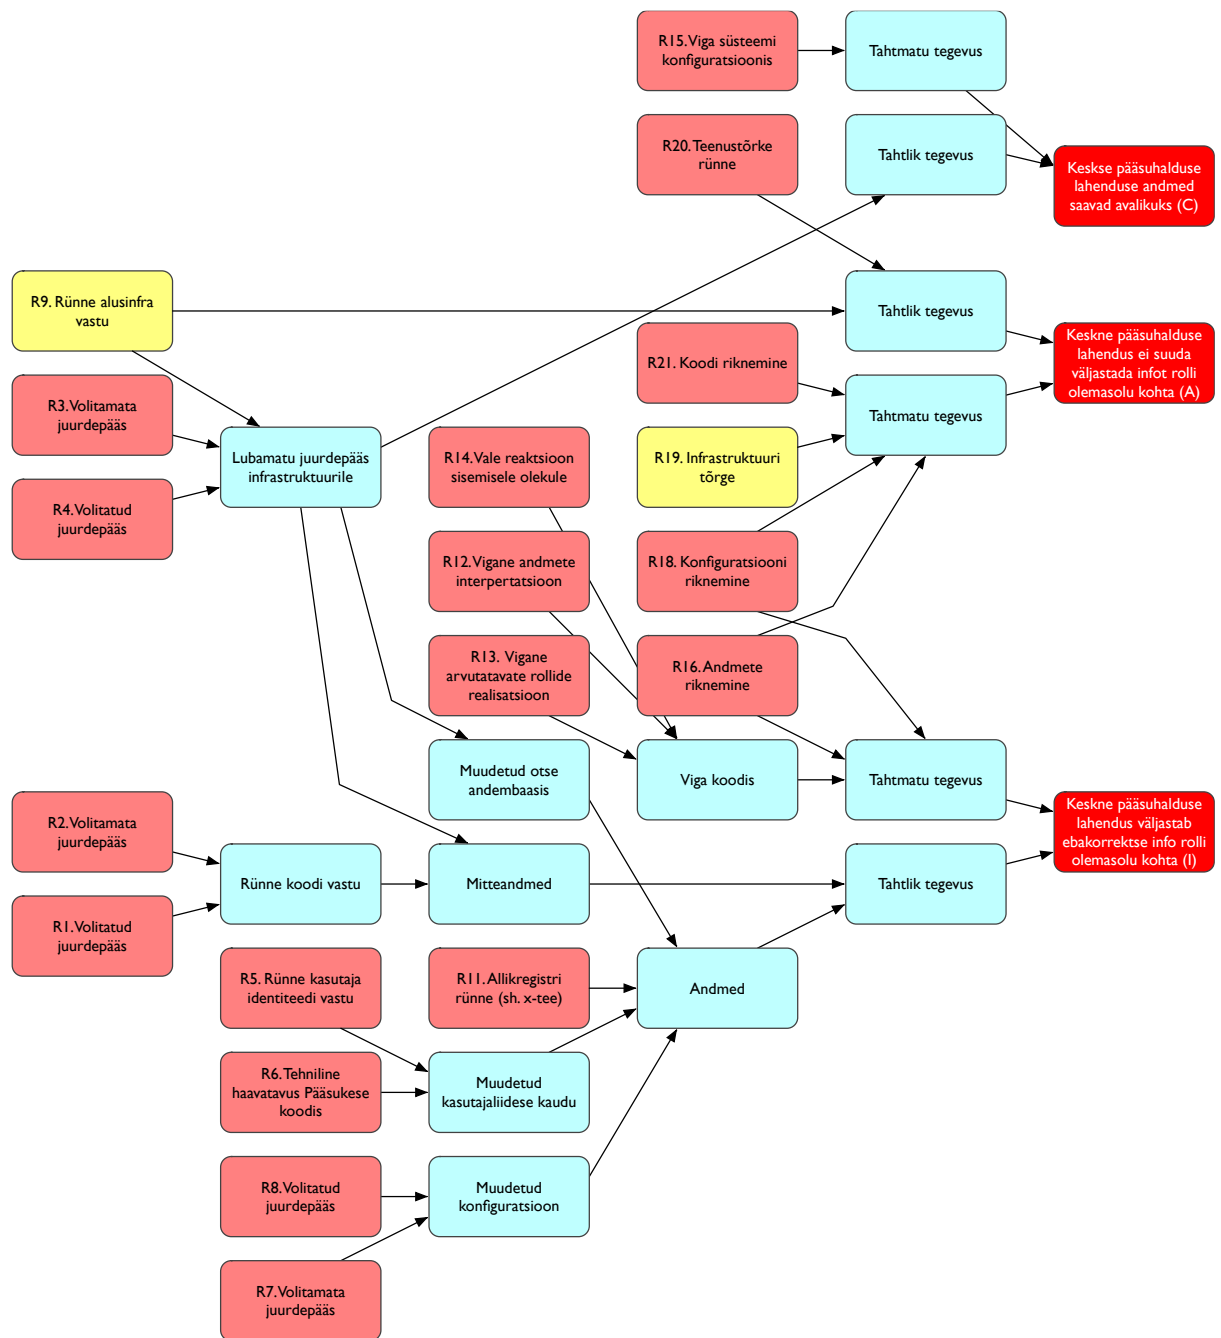 R15. Viga süsteemi
konfiguratsioonis
Tahtmatu tegevus
R20. Teenustõrke
rünne
Tahtlik tegevus
Keskse pääsuhalduse
lahenduse andmed
saavad avalikuks (C)
R9. Rünne alusinfra
vastu
Tahtlik tegevus
R21. Koodi riknemine
Keskne pääsuhalduse
lahendus ei suuda
väljastada infot rolli
olemasolu kohta (A)
R3. Volitamata
juurdepääs
Tahtmatu tegevus
Lubamatu juurdepääs
infrastruktuurile
R14. Vale reaktsioon
sisemisele olekule
R19. Infrastruktuuri
tõrge
R4. Volitatud
juurdepääs
R12. Vigane andmete
interpertatsioon
R18. Konfiguratsiooni
riknemine
R13. Vigane
arvutatavate rollide
realisatsioon
R16. Andmete
riknemine
Muudetud otse
andembaasis
Viga koodis
Tahtmatu tegevus
R2. Volitamata
juurdepääs
Keskne pääsuhalduse
lahendus väljastab
ebakorrektse info rolli
olemasolu kohta (I)
Rünne koodi vastu
Mitteandmed
Tahtlik tegevus
R1. Volitatud
juurdepääs
R5. Rünne kasutaja
identiteedi vastu
R11. Allikregistri
rünne (sh. x-tee)
Andmed
R6. Tehniline
haavatavus Pääsukese
koodis
Muudetud
kasutajaliidese kaudu
R8. Volitatud
juurdepääs
Muudetud
konfiguratsioon
R7. Volitamata
juurdepääs